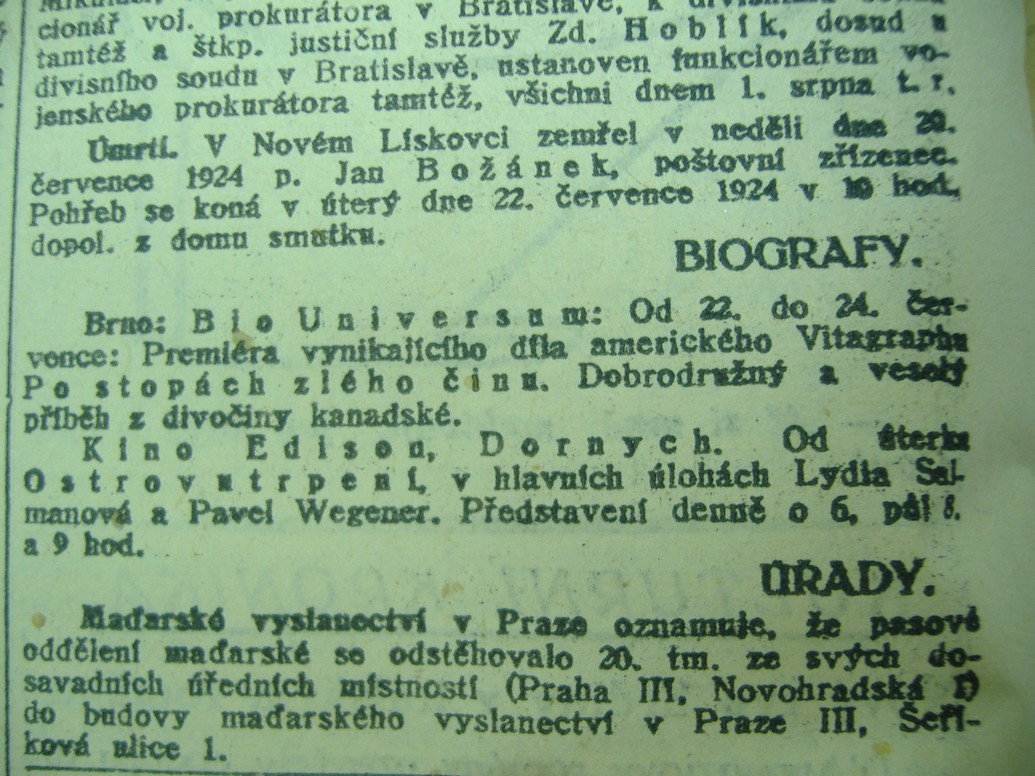 cionář voj. prokurátora v Bratislavě, k
tamtéž a štkp. justiční služby Zd. Hoblík, dosud u
divisního soudu v Bratislavě, ustanoven funkcionářem vo-
jenského prokurátora tamtéž, všichni dnem 1. srpna t. r.
Úmrtí. V Novém Lískovci zemřel v neděli dne 20.
července 1924 p. Jan Božánek, poštovní zřízenec.
Pohřeb se koná v úterý dne 22. července 1924 v 10 hod.
dopol. z domu smutku.
BIOGRAFY.
Brno: Bio Universum: Od 22. do 24. čer-
vence: Premiéra vynikajícího díla amerického Vitagraphu
Po stopách zlého činu. Dobrodružný a veselý
příběh z divočiny kanadské.
Kino Edison, Dornych. Od úterka
Ostrov utrpení, v hlavních úlohách Lydia Sal-
manová a Pavel Wegener. Představení denně o 6, půl 8.
a 9 hod.
ÚŘADY.
Maďarské vyslanectví v Praze oznamuje, že pasové
oddělení maďarské se odstěhovalo 20. tm. ze svých do-
savadních úředních místností (Praha III, Novohradská 1)
do budovy maďarského vyslanectví v Praze III, Šeří-
ková ulice 1.